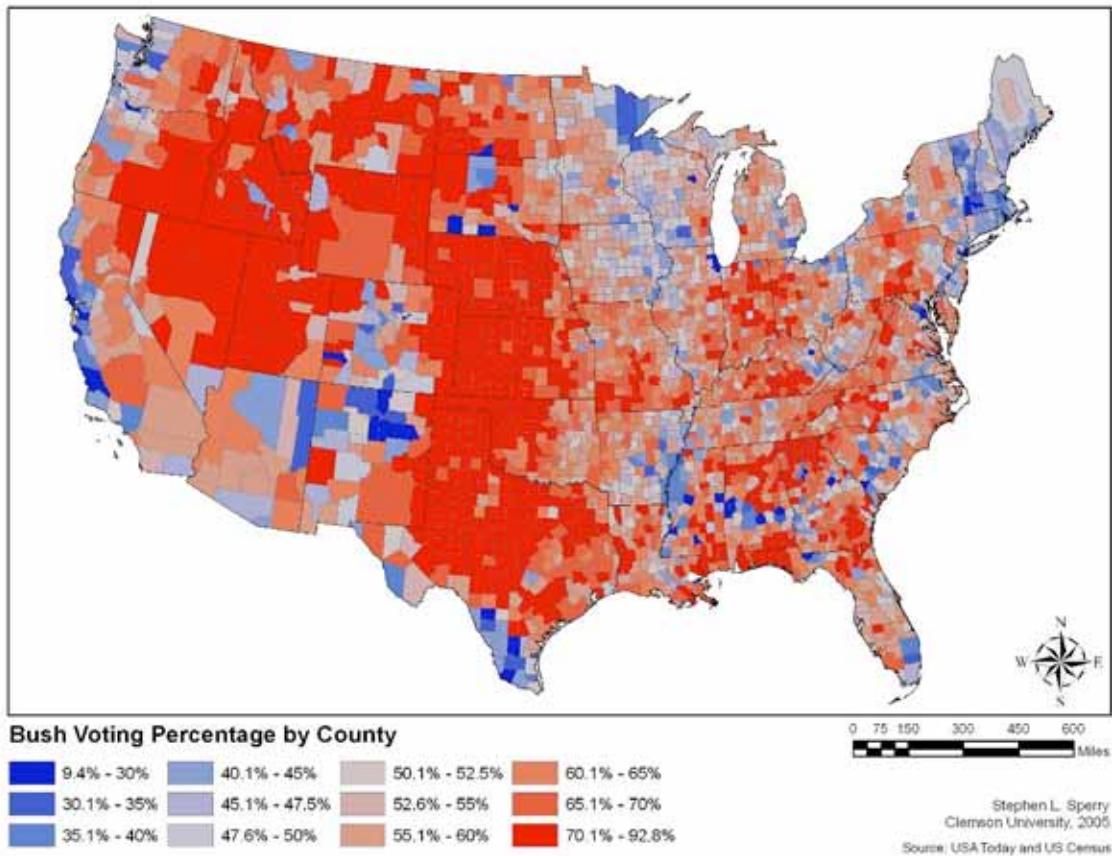 N
W E
S
Bush Voting Percentage by County
9.4% - 30%
30.1% - 35%
35.1% - 40%
40.1% - 45%
45.1% - 47.5%
47.6% - 50%
50.1% - 52.5%
52.6% - 55%
55.1% - 60%
60.1% - 65%
65.1% - 70%
70.1% - 92.8%
0 75 150 300 450 600
Miles
Stephen L. Sperry
Clemson University, 2005
Source: USA Today and US Census